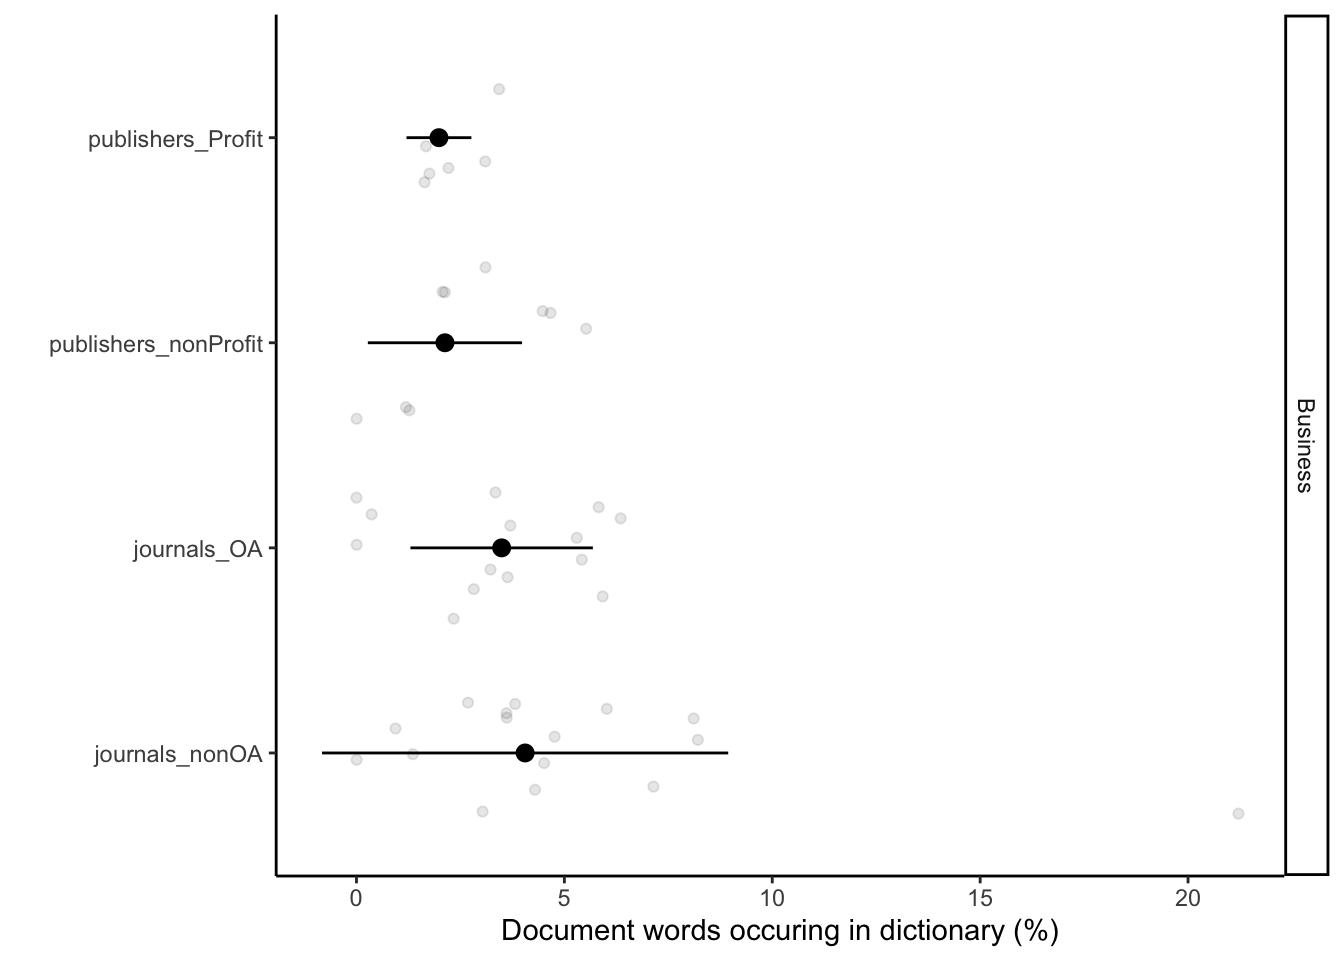 publishers_Profit
publishers_nonProfit
journals_OA
journals_nonOA
Business
0 5 10 15 20
Document words occuring in dictionary (%)